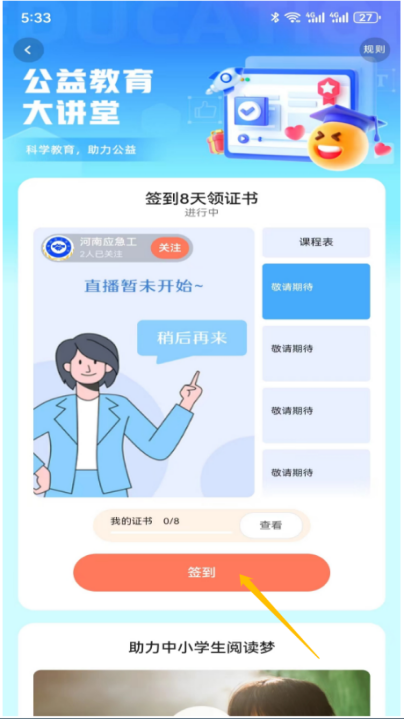 5:33
4G 4G 27
规则
公益教育
大讲堂
科学教育，助力公益
签到8天领证书
进行中
河南应急工
2人已关注
关注
直播暂未开始~
稍后再来
课程表
敬请期待
敬请期待
敬请期待
敬请期待
我的证书 0/8
查看
签到
助力中小学生阅读梦